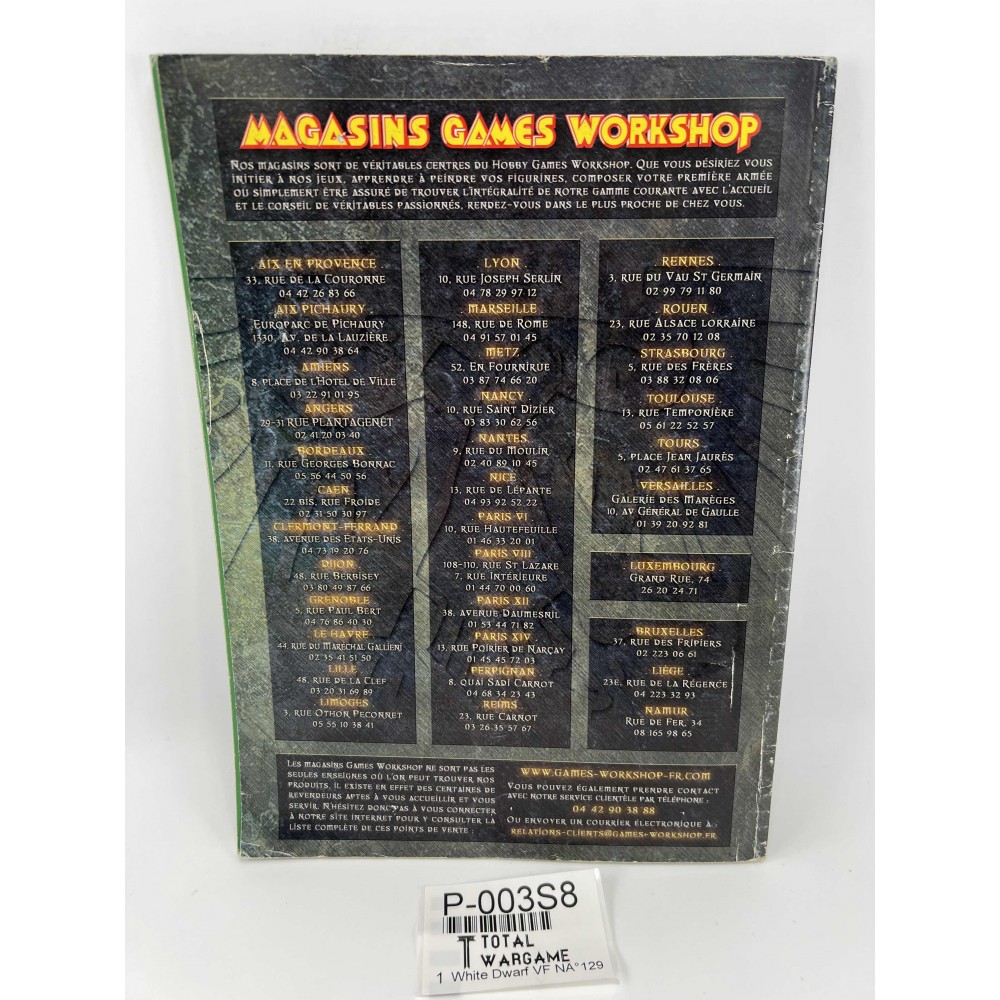 MAGASINS GAMES WORKSHOP
NOS MAGASINS SONT DE VÉRITABLES CENTRES DU HOBBY GAMES WORKSHOP. QUE VOUS DÉSIRIEZ VOUS
INITIER À NOS JEUX, APPRENDRE À PEINDRE VOS FIGURINES, COMPOSER VOTRE PREMIÈRE ARMÉE
OU SIMPLEMENT ÊTRE ASSURÉ DE TROUVER L'INTÉGRALITÉ DE NOTRE GAMME COURANTE AVEC L'ACCUEIL
ET LE CONSEIL DE VÉRITABLES PASSIONNÉS, RENDEZ-VOUS DANS LE PLUS PROCHE DE CHEZ VOUS.
. AIX EN PROVENCE .
33, RUE DE LA COURONNE
04 42 26 83 66
AIX PICHAURY
EUROPARC DE PICHAURY
1330, AV. DE LA LAUZIÈRE
04 42 90 38 64
AMIENS
8, PLACE DE L'HOTEL DE VILLE
03 22 91 01 95
ANGERS
29-31 RUE PLANTAGENÊT
02 41 20 03 40
BORDEAUX
11, RUE GEORGES BONNAC
05 56 44 50 56
CAEN
22 BIS, RUE FROIDE
02 31 50 30 97
CLERMONT-FERRAND
38, AVENUE DES ETATS-UNIS
04 73 19 20 76
DIJON
48, RUE BERBISEY
03 80 49 87 66
GRENOBLE
5, RUE PAUL BERT
04 76 86 40 30
LE HAVRE
44, RUE DU MARÉCHAL GALLIENI
02 35 41 51 50
LILLE
48, RUE DE LA CLEF
03 20 31 69 89
LIMOGES
3, RUE OTHON PECONNET
05 55 10 38 41
. LYON .
10, RUE JOSEPH SERLIN
04 78 29 97 12
. MARSEILLE .
148, RUE DE ROME
04 91 57 01 45
. METZ .
52, EN FOURNIRUE
03 87 74 66 20
. NANCY .
10, RUE SAINT DIZIER
03 83 30 62 56
. NANTES .
9, RUE DU MOULIN
02 40 89 10 45
. NICE .
13, RUE DE LÉPANTE
04 93 92 52 22
. PARIS VI .
10, RUE HAUTEFEUILLE
01 46 33 20 01
. PARIS VIII .
108-110, RUE ST LAZARE
7, RUE INTÉRIEURE
01 44 70 00 60
. PARIS XII .
38, AVENUE DAUMESNIL
01 53 44 71 82
. PARIS XIV .
13, RUE POIRIER DE NARÇAY
01 45 45 72 03
. PERPIGNAN .
8, QUAI SADI CARNOT
04 68 34 23 43
. REIMS .
23, RUE CARNOT
03 26 35 57 67
. RENNES .
3, RUE DU VAU ST GERMAIN
02 99 79 11 80
. ROUEN .
23, RUE ALSACE LORRAINE
02 35 70 12 08
. STRASBOURG .
5, RUE DES FRÈRES
03 88 32 08 06
. TOULOUSE .
13, RUE TEMPONIÈRE
05 61 22 52 57
. TOURS .
5, PLACE JEAN JAURÈS
02 47 61 37 65
. VERSAILLES .
GALERIE DES MANÈGES
10, AV GÉNÉRAL DE GAULLE
01 39 20 92 81
. LUXEMBOURG .
GRAND RUE, 74
26 20 24 71
. BRUXELLES .
37, RUE DES FRIPIERS
02 223 06 61
. LIÈGE .
23E, RUE DE LA RÉGENCE
04 223 32 93
. NAMUR .
RUE DE FER, 34
08 165 98 65
LES MAGASINS GAMES WORKSHOP NE SONT PAS LES
SEULES ENSEIGNES OÙ L'ON PEUT TROUVER NOS
PRODUITS, IL EXISTE EN EFFET DES CENTAINES DE
REVENDEURS APTES À VOUS ACCUEILLIR ET VOUS
SERVIR. N'HÉSITEZ DONC PAS À VOUS CONNECTER
À NOTRE SITE INTERNET POUR Y CONSULTER LA
LISTE COMPLÈTE DE CES POINTS DE VENTE :
WWW.GAMES-WORKSHOP-FR.COM
VOUS POUVEZ ÉGALEMENT PRENDRE CONTACT
AVEC NOTRE SERVICE CLIENTÈLE PAR TÉLÉPHONE :
04 42 90 38 88
OU ENVOYER UN COURRIER ÉLECTRONIQUE À :
RELATIONS-CLIENTS@GAMES-WORKSHOP.FR
P-003S8
TOTAL
WARGAME
1 White Dwarf VF NA°129